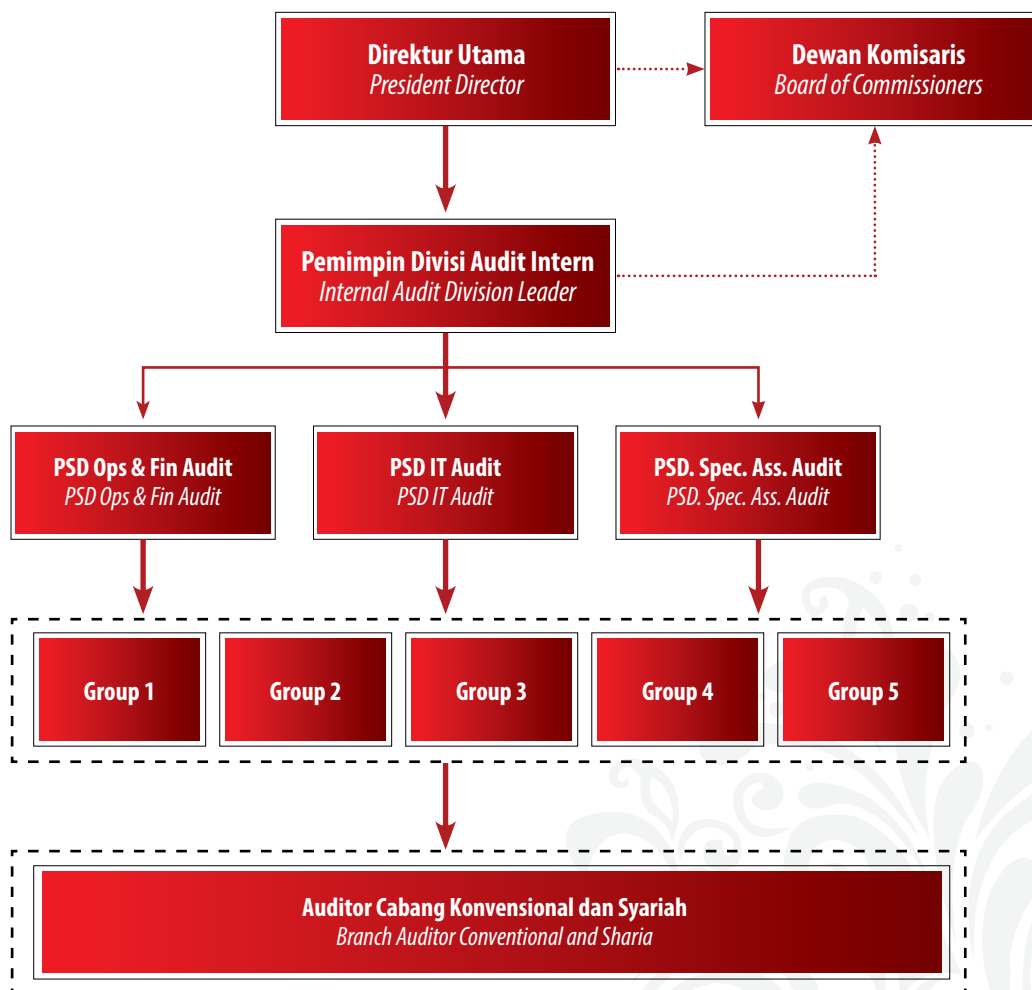 Direktur Utama
President Director
Dewan Komisaris
Board of Commissioners
Pemimpin Divisi Audit Intern
Internal Audit Division Leader
PSD Ops & Fin Audit
PSD Ops & Fin Audit
PSD IT Audit
PSD IT Audit
PSD. Spec. Ass. Audit
PSD. Spec. Ass. Audit
Group 1
Group 2
Group 3
Group 4
Group 5
Auditor Cabang Konvensional dan Syariah
Branch Auditor Conventional and Sharia